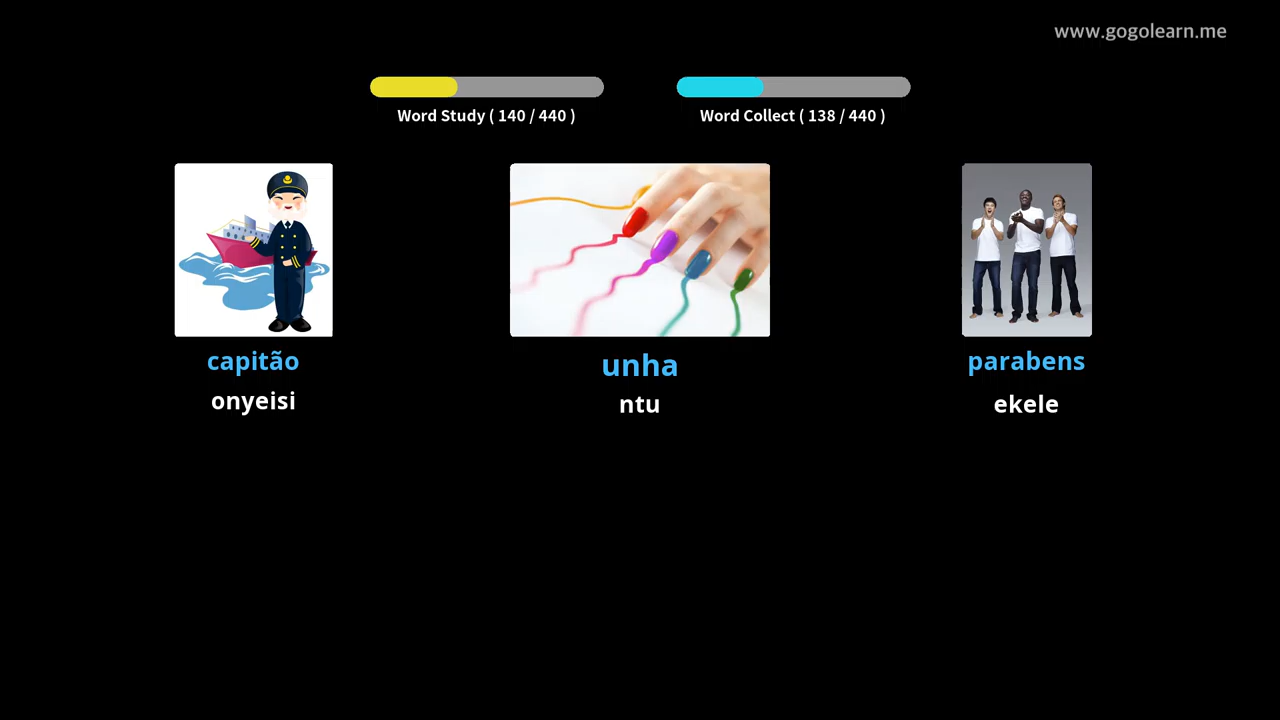 www.gogolearn.me
Word Study ( 140 / 440 )
Word Collect ( 138 / 440 )
capitão
unha
parabens
onyeisi
ntu
ekele